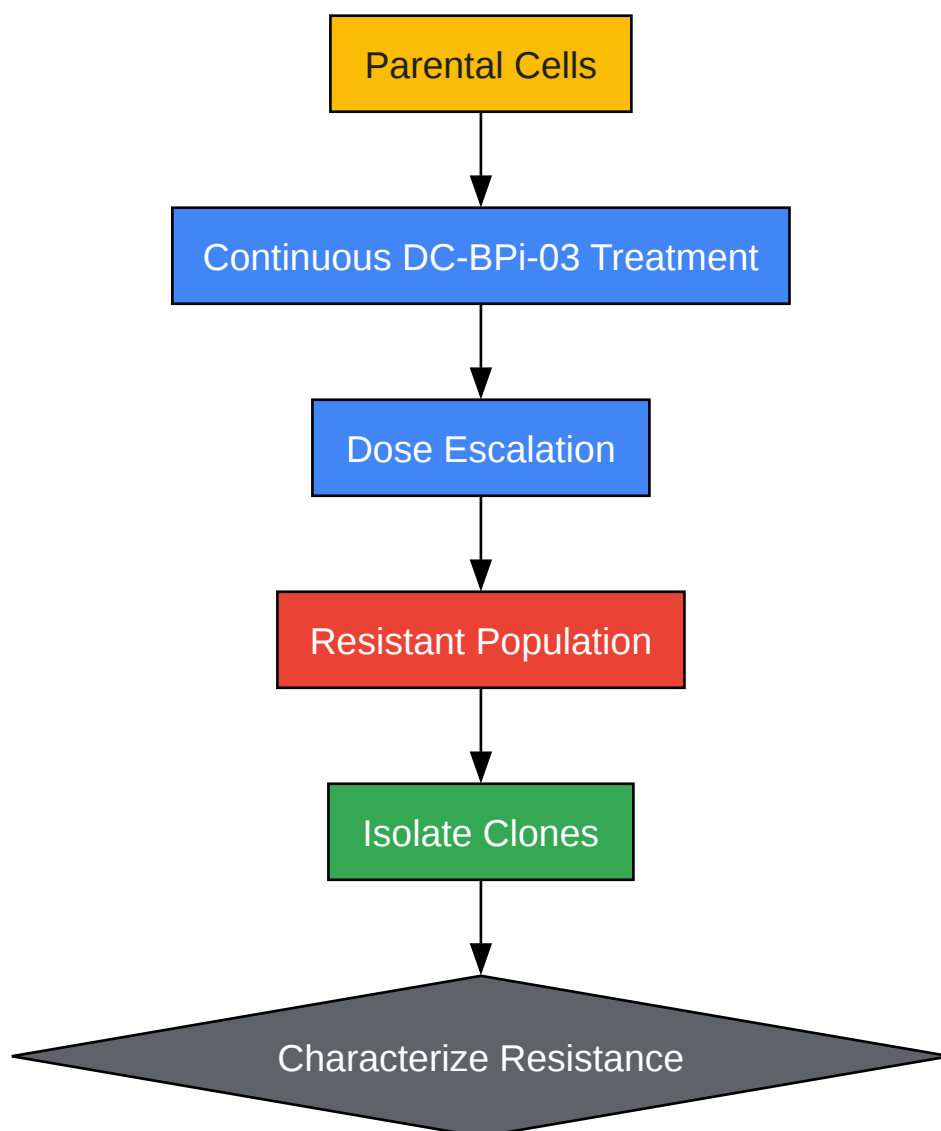 Parental Cells
Continuous DC-BPi-03 Treatment
Dose Escalation
Resistant Population
Isolate Clones
Characterize Resistance